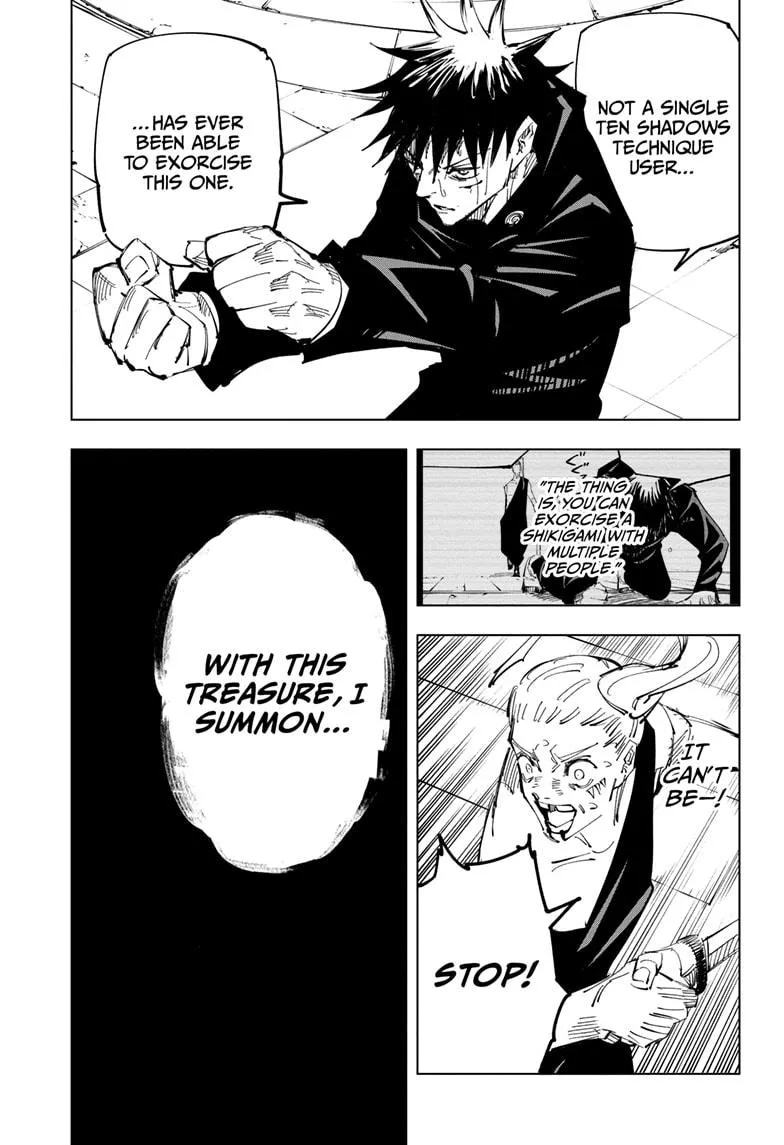 NOT A SINGLE
TEN SHADOWS
TECHNIQUE
USER...
...HAS EVER
BEEN ABLE
TO EXORCISE
THIS ONE.
"THE THING
IS, YOU CAN
EXORCISE A
SHIKIGAMI WITH
MULTIPLE
PEOPLE."
IT
CAN'T
BE—!
STOP!
WITH THIS
TREASURE, I
SUMMON...